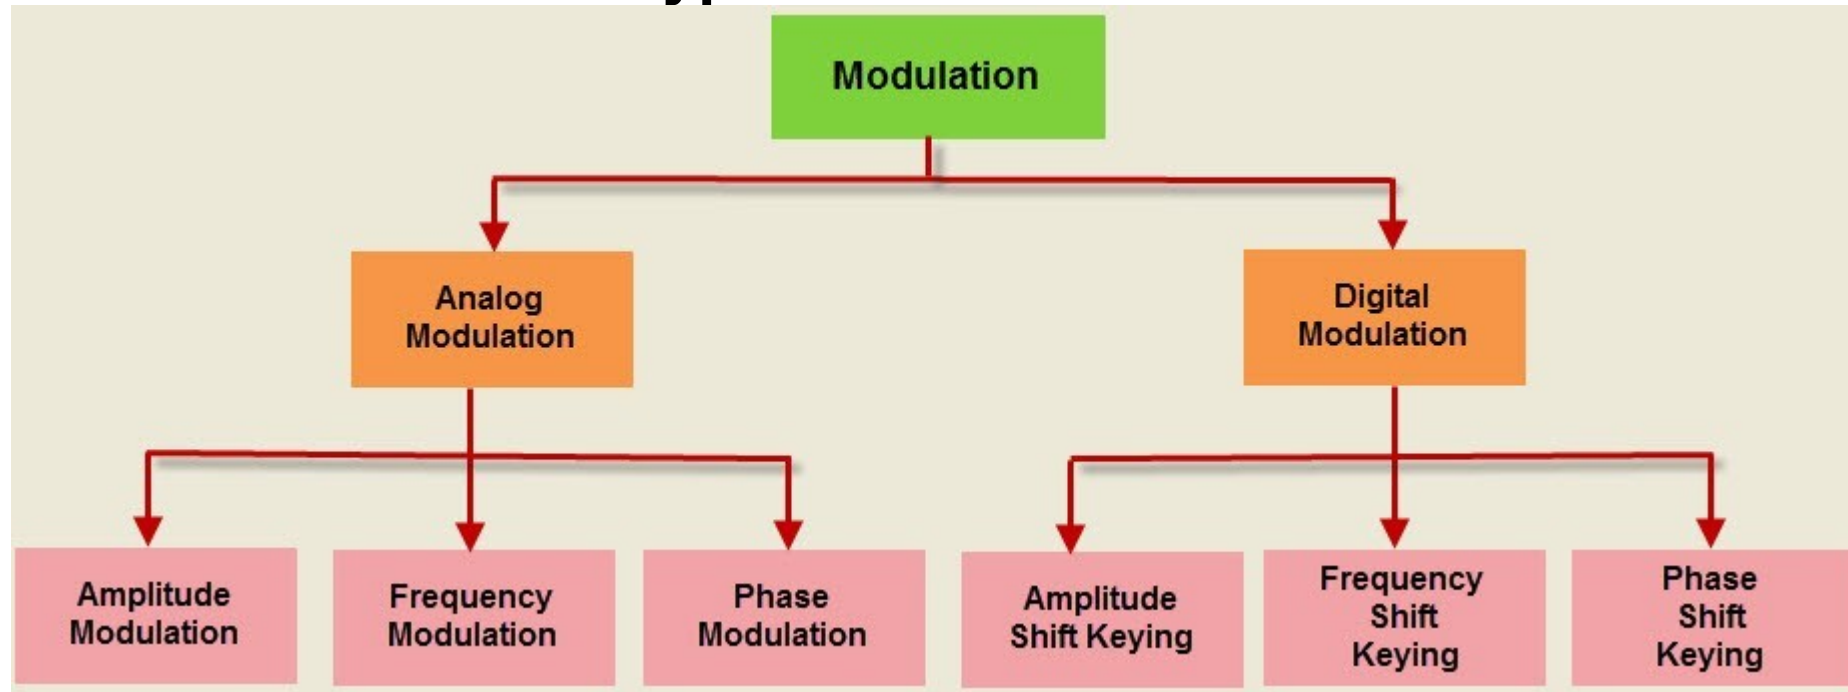 Modulation
Analog
Modulation
Digital
Modulation
Amplitude
Modulation
Frequency
Modulation
Phase
Modulation
Amplitude
Shift Keying
Frequency
Shift
Keying
Phase
Shift
Keying